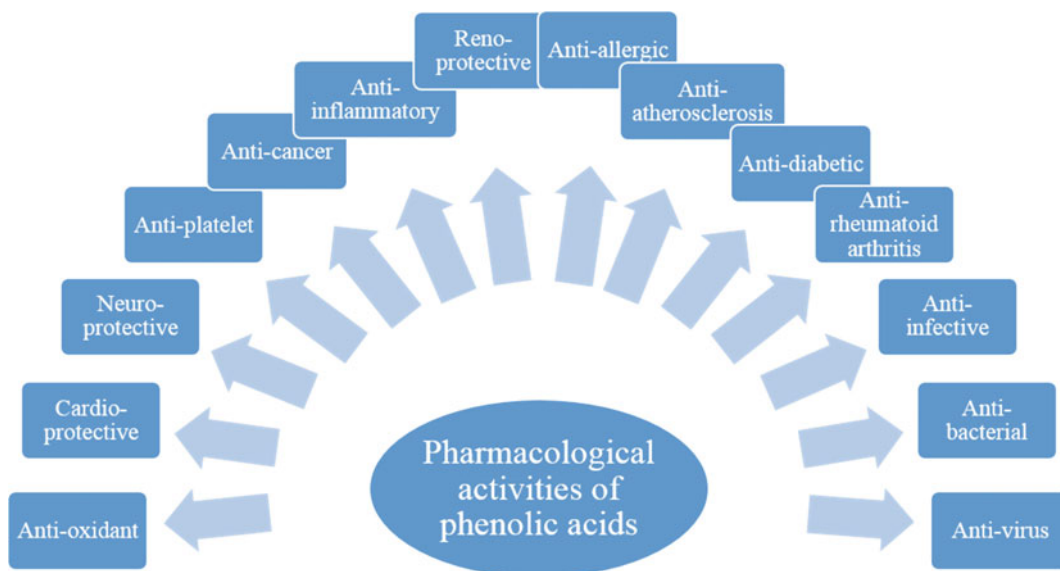 Reno-
protective
Anti-allergic
Anti-
inflammatory
Anti-
atherosclerosis
Anti-cancer
Anti-diabetic
Anti-platelet
Anti-
rheumatoid
arthritis
Neuro-
protective
Anti-
infective
Cardio-
protective
Anti-
bacterial
Anti-oxidant
Anti-virus
Pharmacological
activities of
phenolic acids